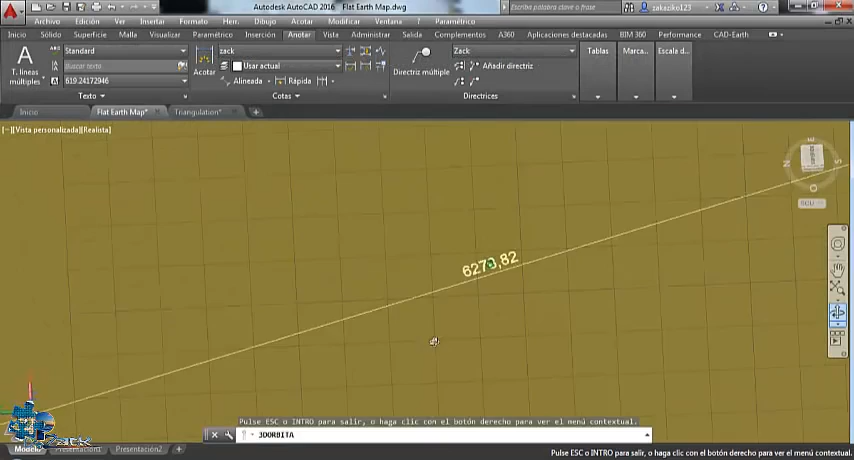 Autodesk AutoCAD 2016 Flat Earth Map.dwg
Escriba palabra clave o frase
zakaziko123
Archivo Edición Ver Insertar Formato Herr. Dibujo Acotar Modificar Ventana ? Paramétrico
Inicio Sólido Superficie Malla Visualizar Paramétrico Insertar Anotar Vista Administrar Salida Complementos A360 Aplicaciones destacadas BIM 360 Performance CAD-Earth
A
T. líneas múltiples
Standard
Buscar texto
619.24172946
Texto
Acotar
zack
Usar actual
Alineada
Rápida
Cotas
Directriz múltiple
Zack
Añadir directriz
Directrices
Tablas
Marca...
Escala d...
Inicio Flat Earth Map* Triangulation*
[−][Vista personalizada][Realista]
N
E
S
O
SCU
Pulse ESC o INTRO para salir, o haga clic con el botón derecho para ver el menú contextual.
3DORBITA
Modelo Presentación1 Presentación2
Pulse ESC o INTRO para salir, o haga clic con el botón derecho para ver el menú contextual.